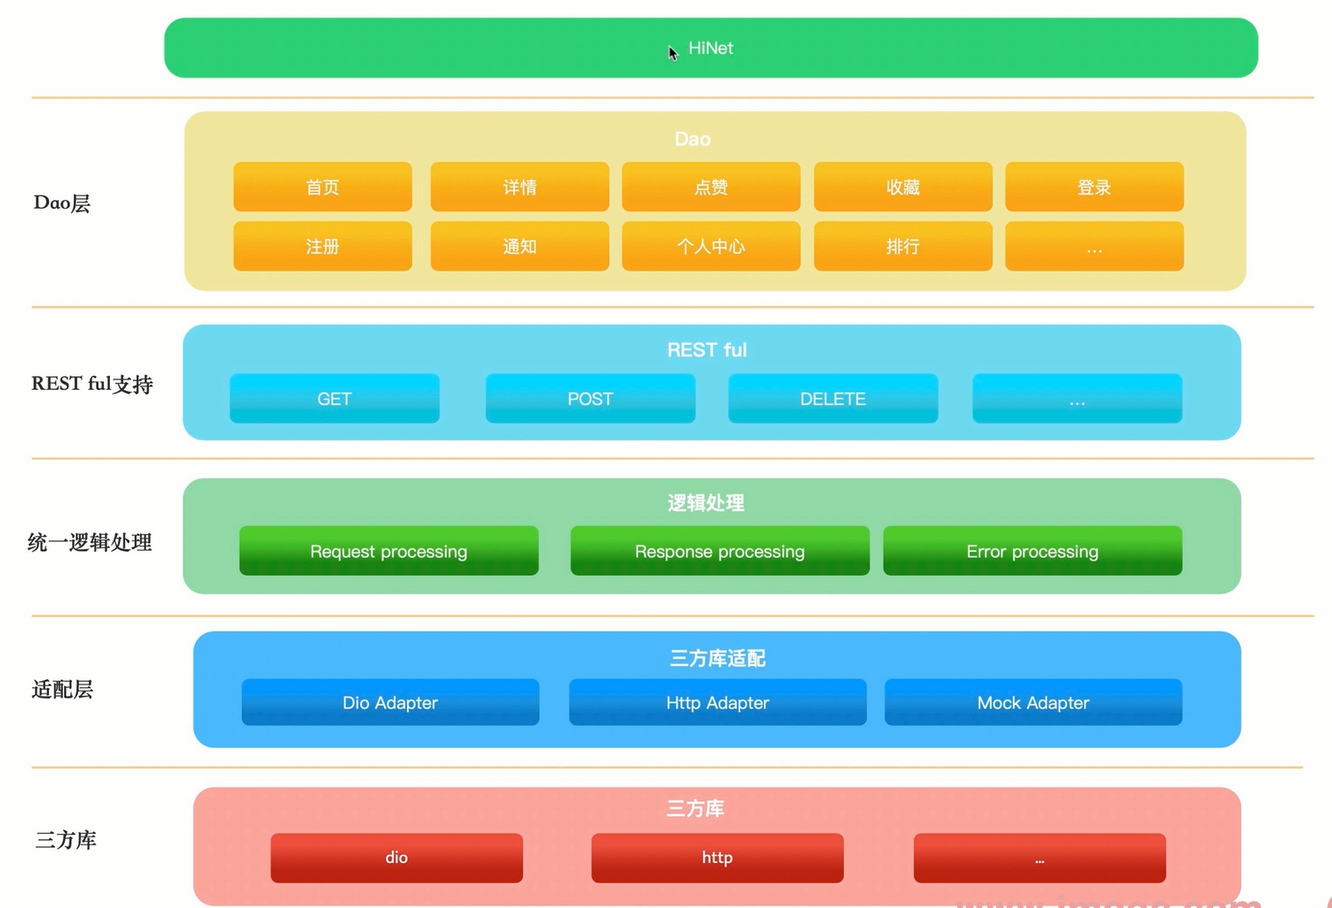 HiNet
Dao层
Dao
首页 详情 点赞 收藏 登录
注册 通知 个人中心 排行 ...
REST ful支持
REST ful
GET POST DELETE ...
统一逻辑处理
逻辑处理
Request processing Response processing Error processing
适配层
三方库适配
Dio Adapter Http Adapter Mock Adapter
三方库
三方库
dio http ...